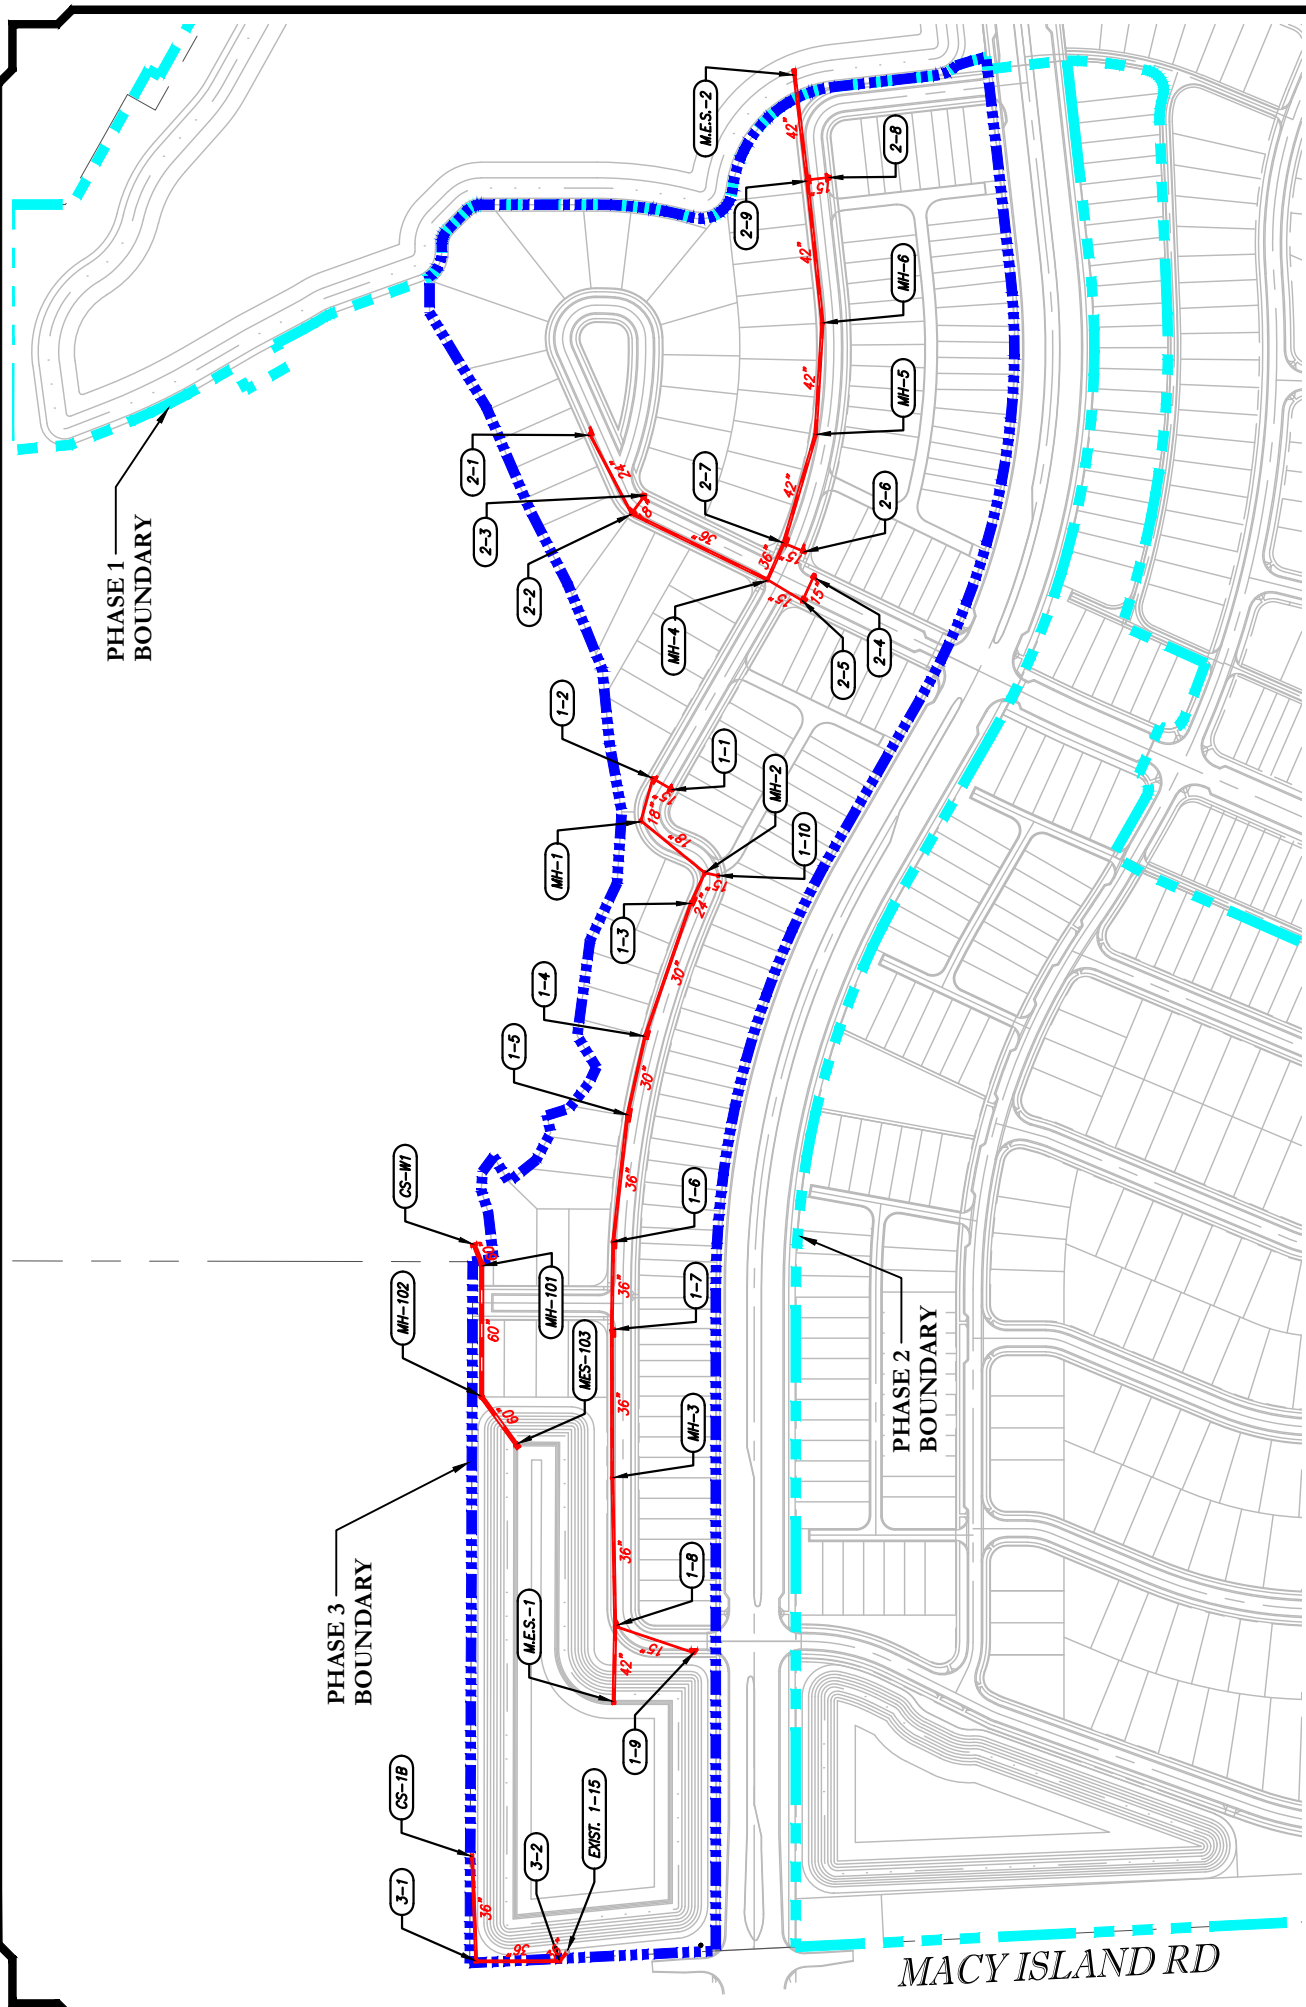 PHASE 1
BOUNDARY
M.E.S.-2
42"
2-8
15"
2-9
42"
MH-6
42"
MH-5
2-1
24"
2-7
42"
2-6
2-3
2-2
36"
36"
15"
MH-4
15"
15"
2-5
2-4
1-2
1-1
15"
18"
MH-2
MH-1
18"
1-10
15"
24"
1-3
30"
1-4
1-5
30"
CS-W1
36"
1-6
60"
MH-102
MH-101
36"
1-7
60"
MES-103
60"
36"
MH-3
PHASE 2
BOUNDARY
PHASE 3
BOUNDARY
36"
1-8
M.E.S.-1
15"
42"
1-9
CS-1B
3-1
3-2
EXIST. 1-15
36"
36"
MACY ISLAND RD